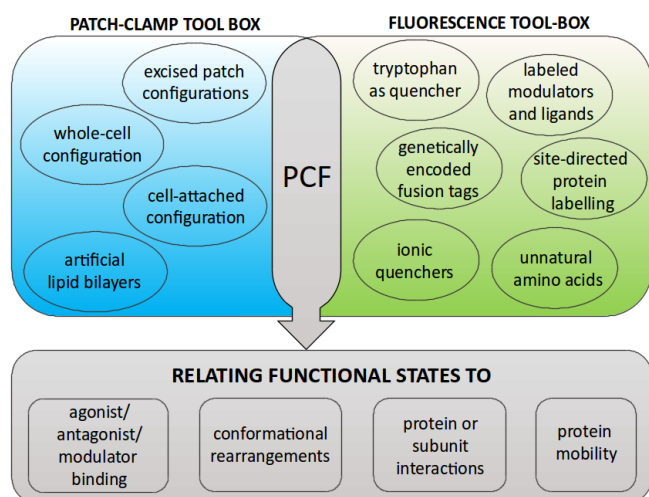 PATCH-CLAMP TOOL BOX
FLUORESCENCE TOOL-BOX
excised patch
configurations
whole-cell
configuration
cell-attached
configuration
artificial
lipid bilayers
PCF
tryptophan
as quencher
labeled
modulators
and ligands
genetically
encoded
fusion tags
site-directed
protein
labelling
ionic
quenchers
unnatural
amino acids
RELATING FUNCTIONAL STATES TO
agonist/
antagonist/
modulator
binding
conformational
rearrangements
protein or
subunit
interactions
protein
mobility